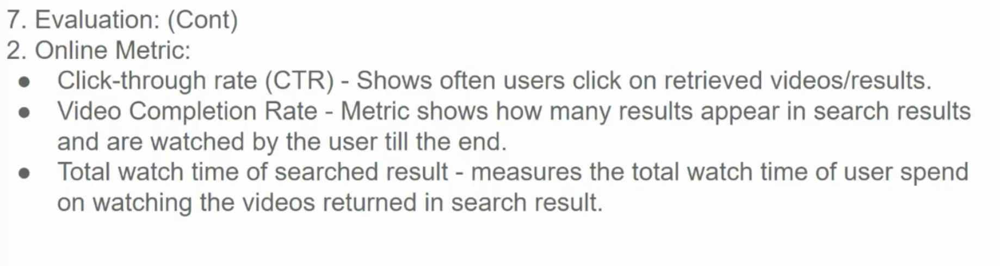 7. Evaluation: (Cont)
2. Online Metric:
● Click-through rate (CTR) - Shows often users click on retrieved videos/results.
● Video Completion Rate - Metric shows how many results appear in search results
and are watched by the user till the end.
● Total watch time of searched result - measures the total watch time of user spend
on watching the videos returned in search result.